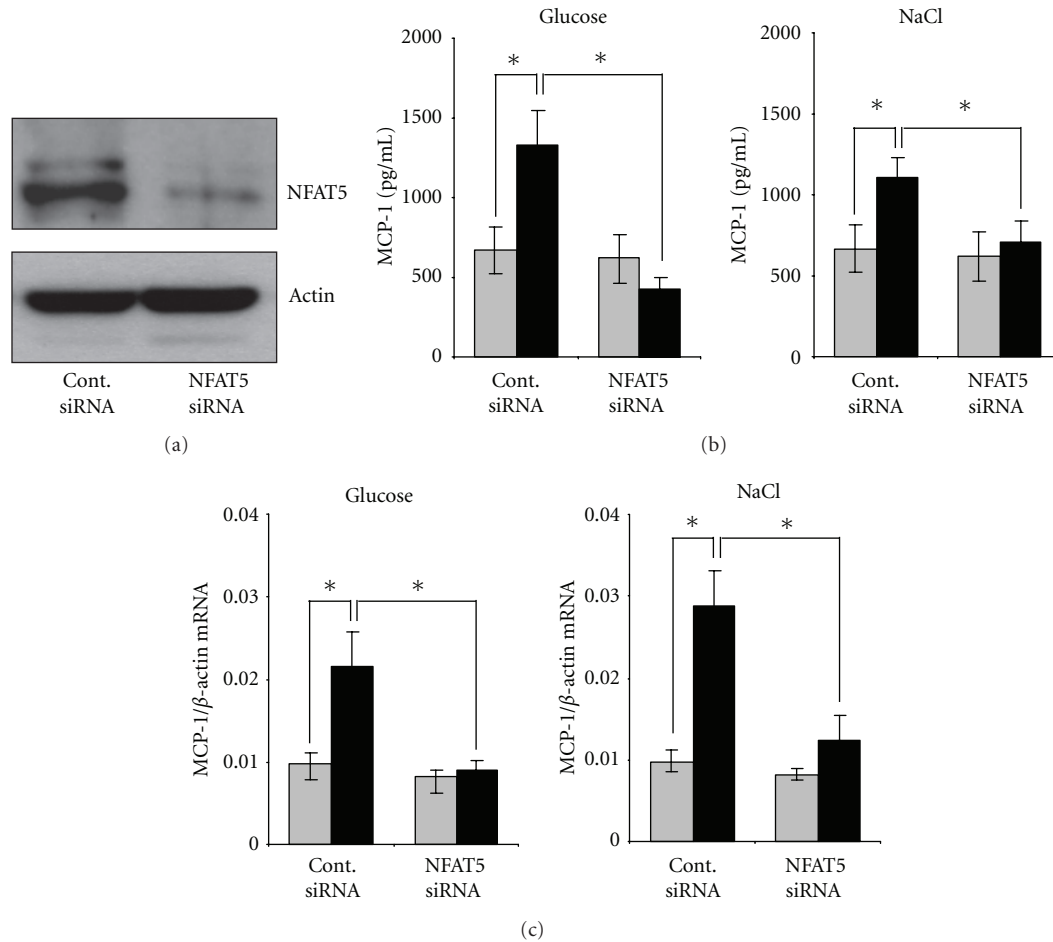 NFAT5
Actin
Cont.
siRNA
NFAT5
siRNA
(a)
Glucose
MCP-1 (pg/mL)
2000
1500
1000
500
0
*
*
Cont.
siRNA
NFAT5
siRNA
NaCl
MCP-1 (pg/mL)
2000
1500
1000
500
0
*
*
Cont.
siRNA
NFAT5
siRNA
(b)
Glucose
MCP-1/β-actin mRNA
0.04
0.03
0.02
0.01
0
*
*
Cont.
siRNA
NFAT5
siRNA
NaCl
MCP-1/β-actin mRNA
0.04
0.03
0.02
0.01
0
*
*
Cont.
siRNA
NFAT5
siRNA
(c)